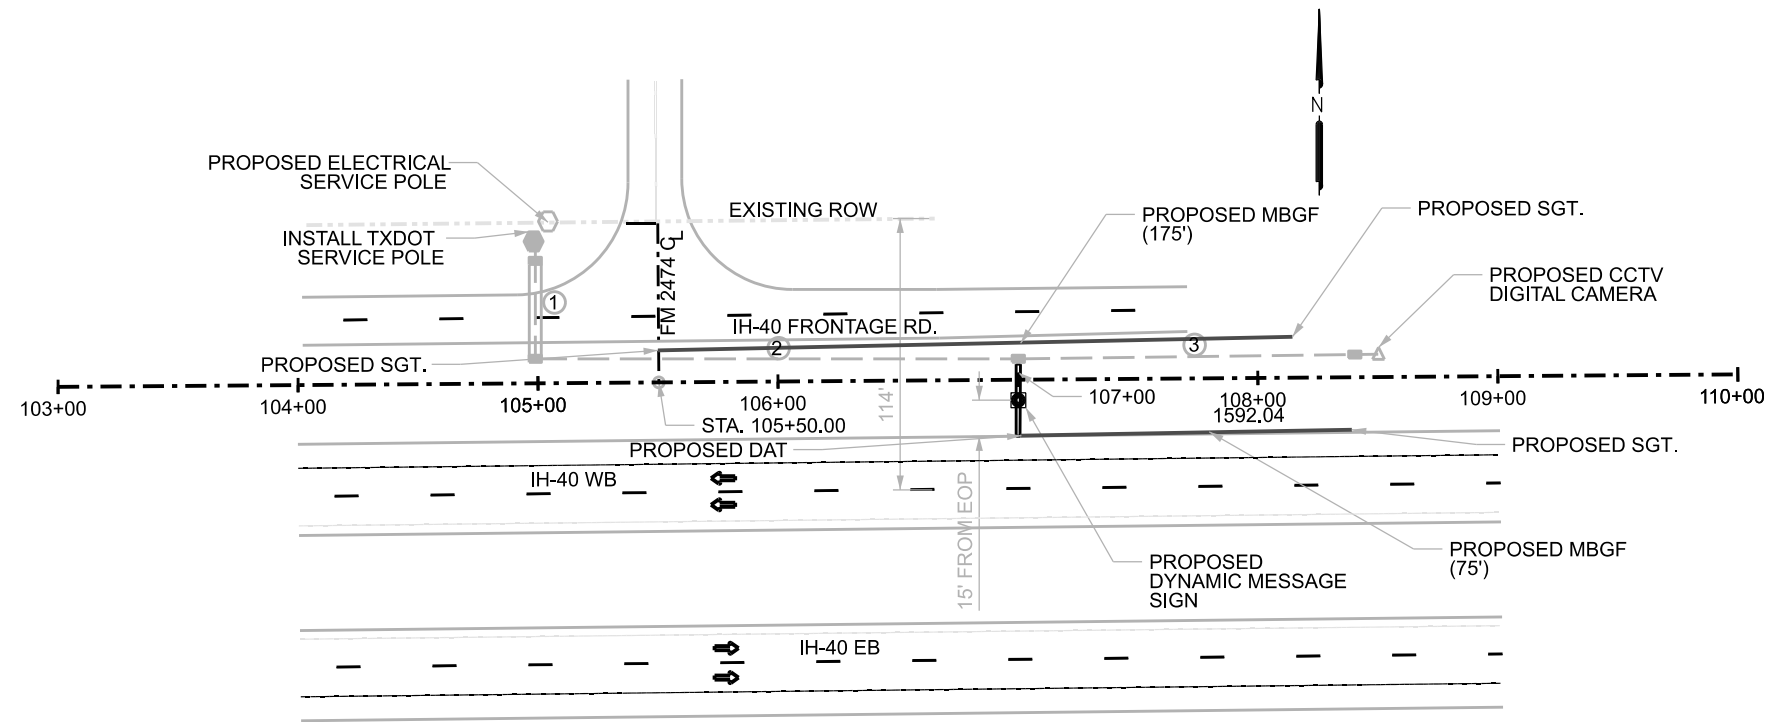 N
PROPOSED ELECTRICAL
SERVICE POLE
EXISTING ROW
PROPOSED MBGF
(175')
PROPOSED SGT.
INSTALL TXDOT
SERVICE POLE
FM 2474 CL
PROPOSED CCTV
DIGITAL CAMERA
1
IH-40 FRONTAGE RD.
2
3
PROPOSED SGT.
103+00
104+00
105+00
106+00
107+00
108+00
109+00
110+00
1592.04
114'
STA. 105+50.00
PROPOSED DAT
PROPOSED SGT.
IH-40 WB
15' FROM EOP
PROPOSED
DYNAMIC MESSAGE
SIGN
PROPOSED MBGF
(75')
IH-40 EB